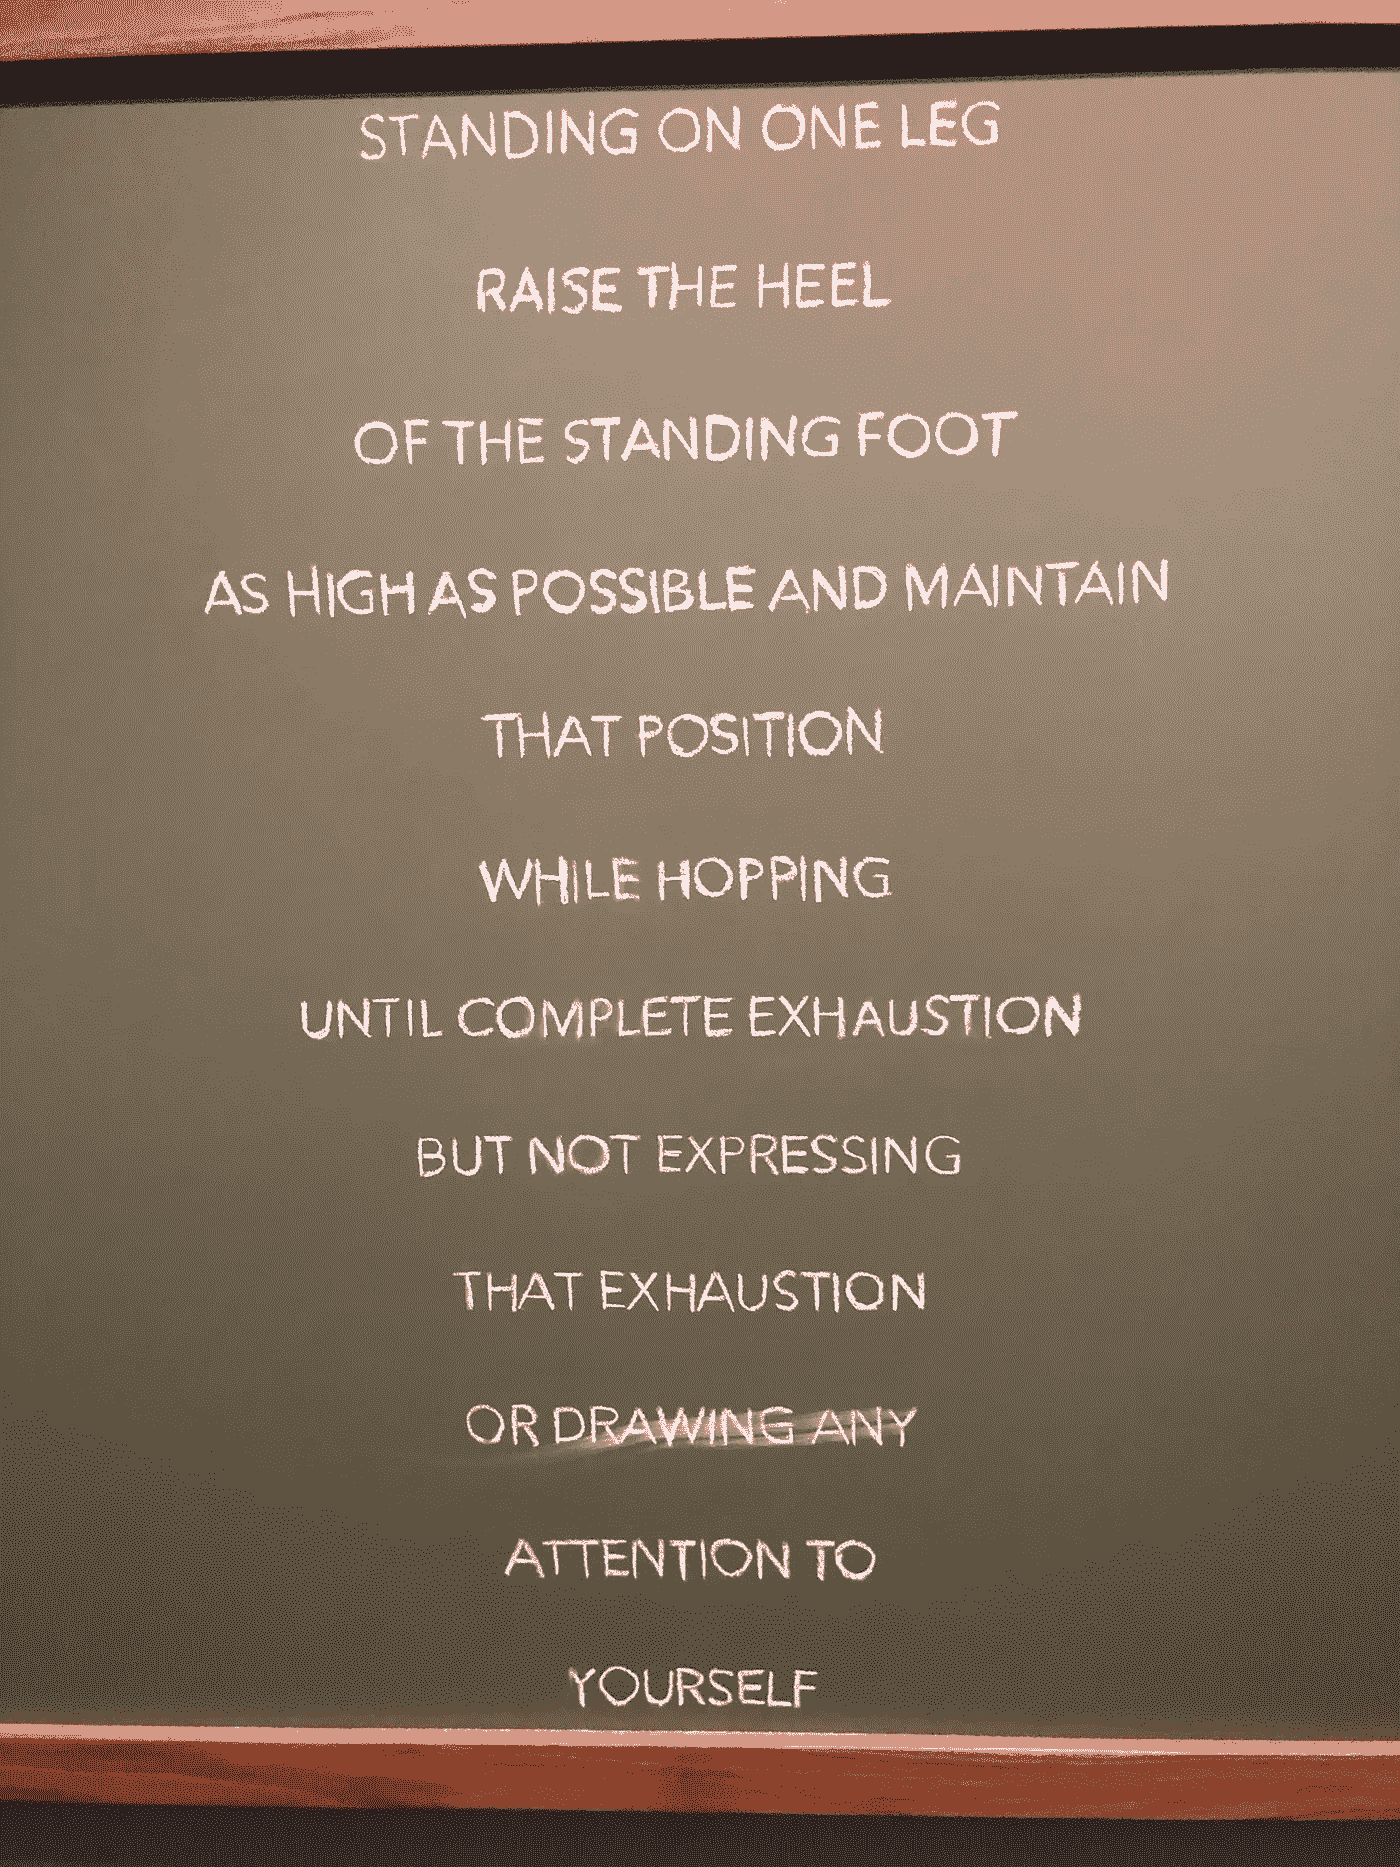 STANDING ON ONE LEG
RAISE THE HEEL
OF THE STANDING FOOT
AS HIGH AS POSSIBLE AND MAINTAIN
THAT POSITION
WHILE HOPPING
UNTIL COMPLETE EXHAUSTION
BUT NOT EXPRESSING
THAT EXHAUSTION
OR DRAWING ANY
ATTENTION TO
YOURSELF